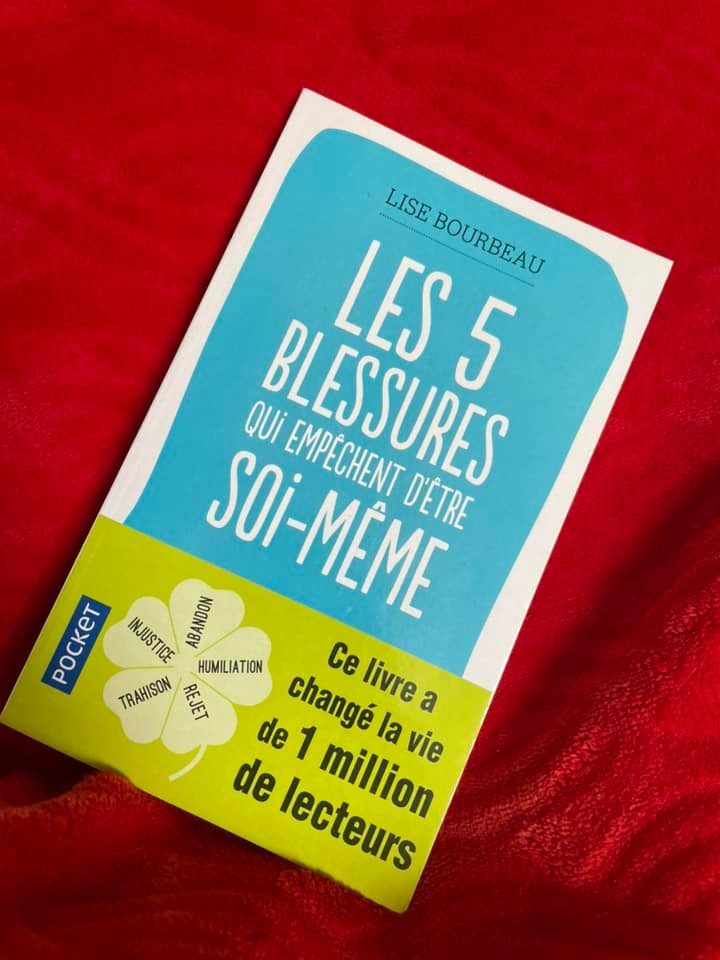 LISE BOURBEAU
LES 5
BLESSURES
QUI EMPÊCHENT D'ÊTRE
SOI-MÊME
POCKET
ABANDON
INJUSTICE
HUMILIATION
TRAHISON
REJET
Ce livre a
changé la vie
de 1 million
de lecteurs